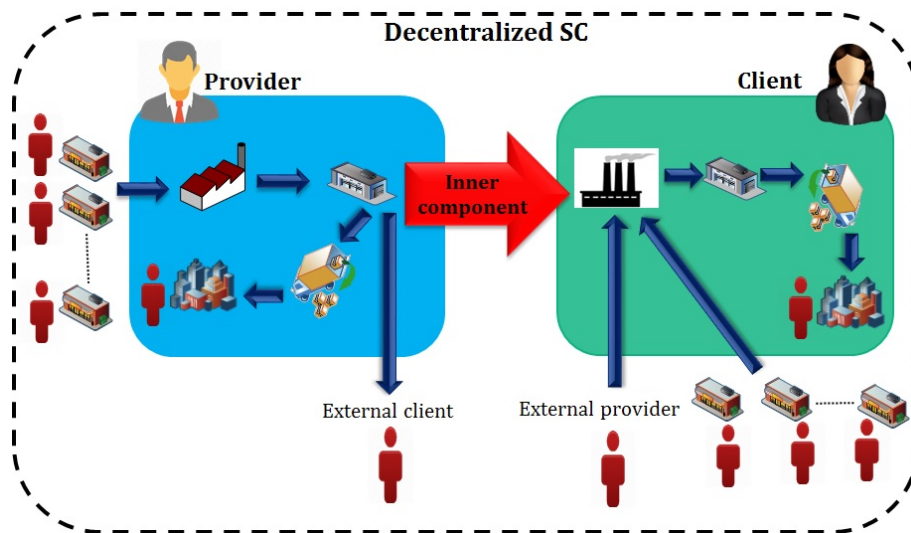 Decentralized SC
Provider
Client
Inner
component
External client
External provider